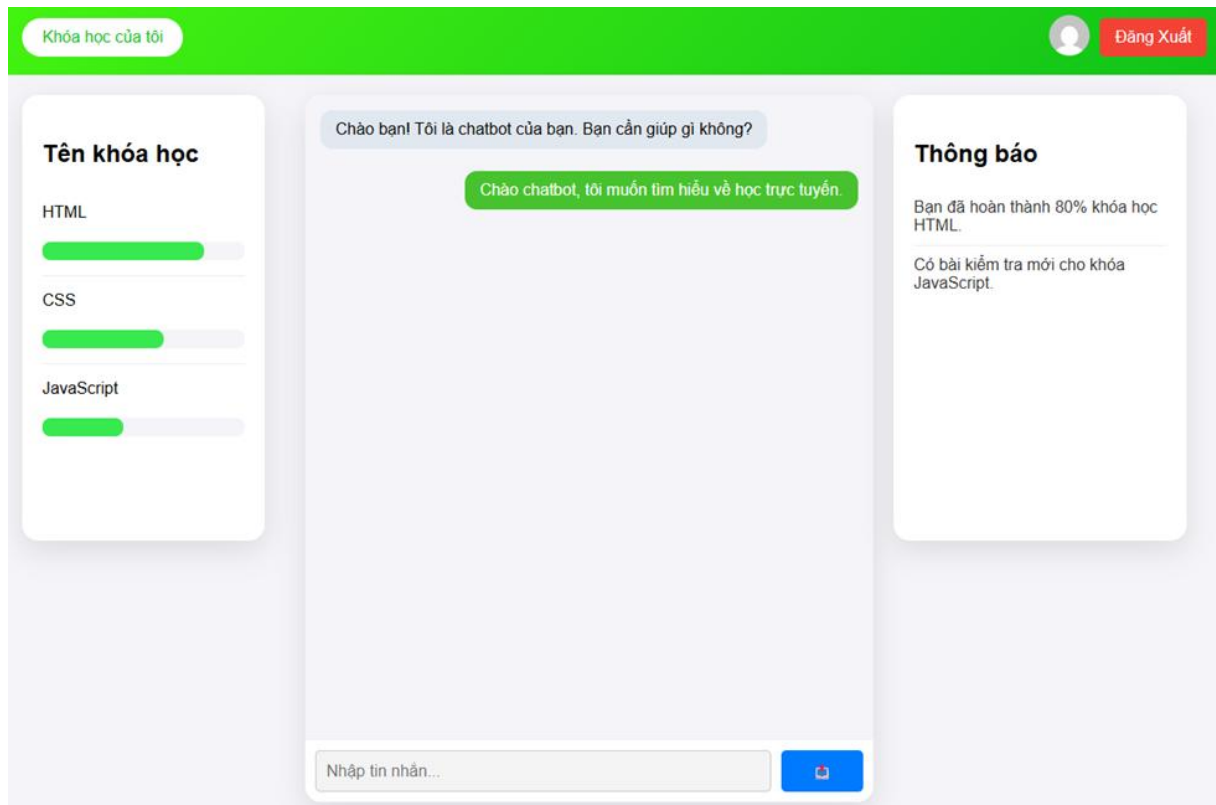 Khóa học của tôi
Đăng Xuất
Tên khóa học
HTML
CSS
JavaScript
Chào bạn! Tôi là chatbot của bạn. Bạn cần giúp gì không?
Chào chatbot, tôi muốn tìm hiểu về học trực tuyến.
Nhập tin nhắn...
Thông báo
Bạn đã hoàn thành 80% khóa học
HTML.
Có bài kiểm tra mới cho khóa
JavaScript.